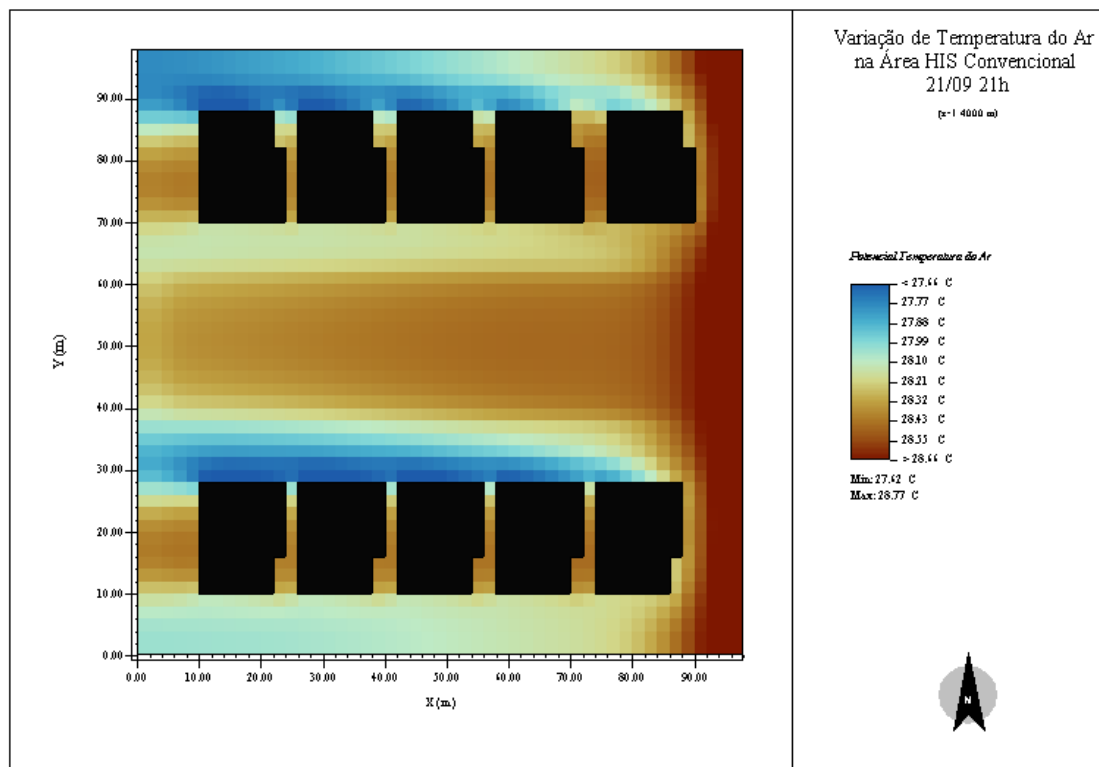 Variação de Temperatura do Ar
na Área HIS Convencional
21/09 21h
(z=1.4000 m)
Potencial Temperatura do Ar
< 27.66 C
27.77 C
27.88 C
27.99 C
28.10 C
28.21 C
28.32 C
28.43 C
28.55 C
> 28.66 C
Min: 27.62 C
Max: 28.77 C
N
Y (m)
90.00
80.00
70.00
60.00
50.00
40.00
30.00
20.00
10.00
0.00
0.00 10.00 20.00 30.00 40.00 50.00 60.00 70.00 80.00 90.00
X (m)